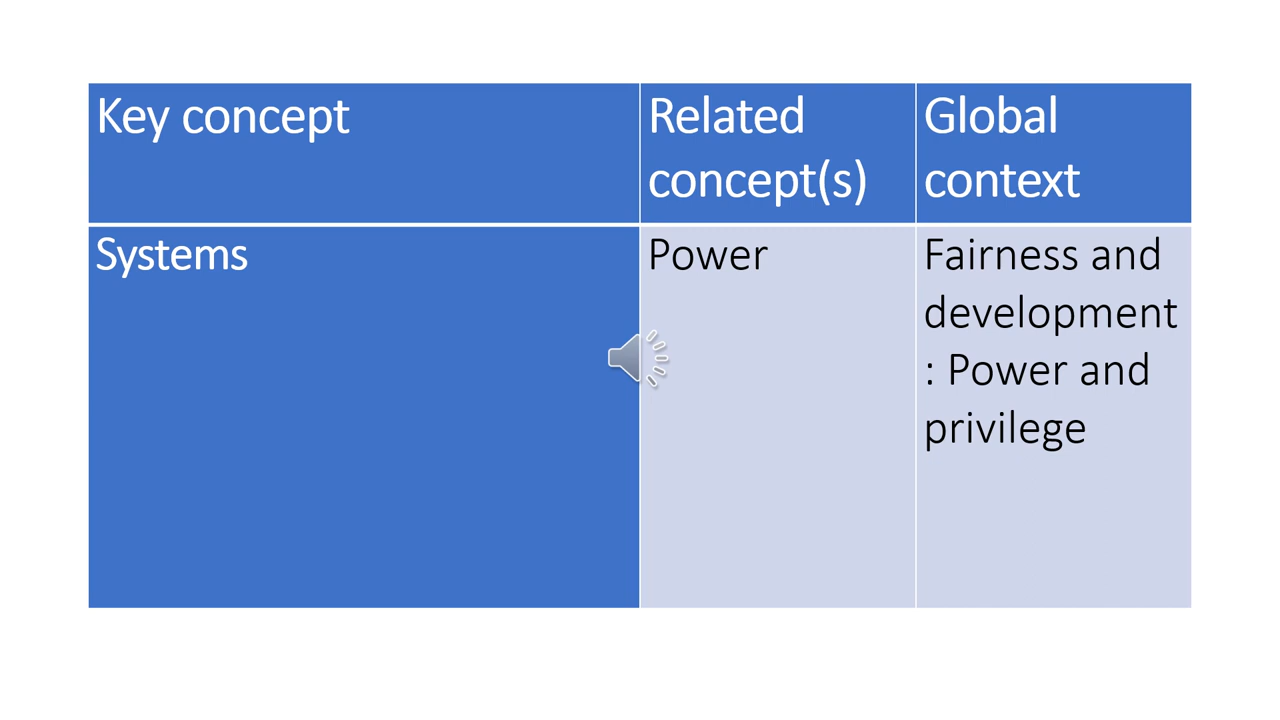 Key concept
Related
concept(s)
Global
context
Systems
Power
Fairness and
development
: Power and
privilege